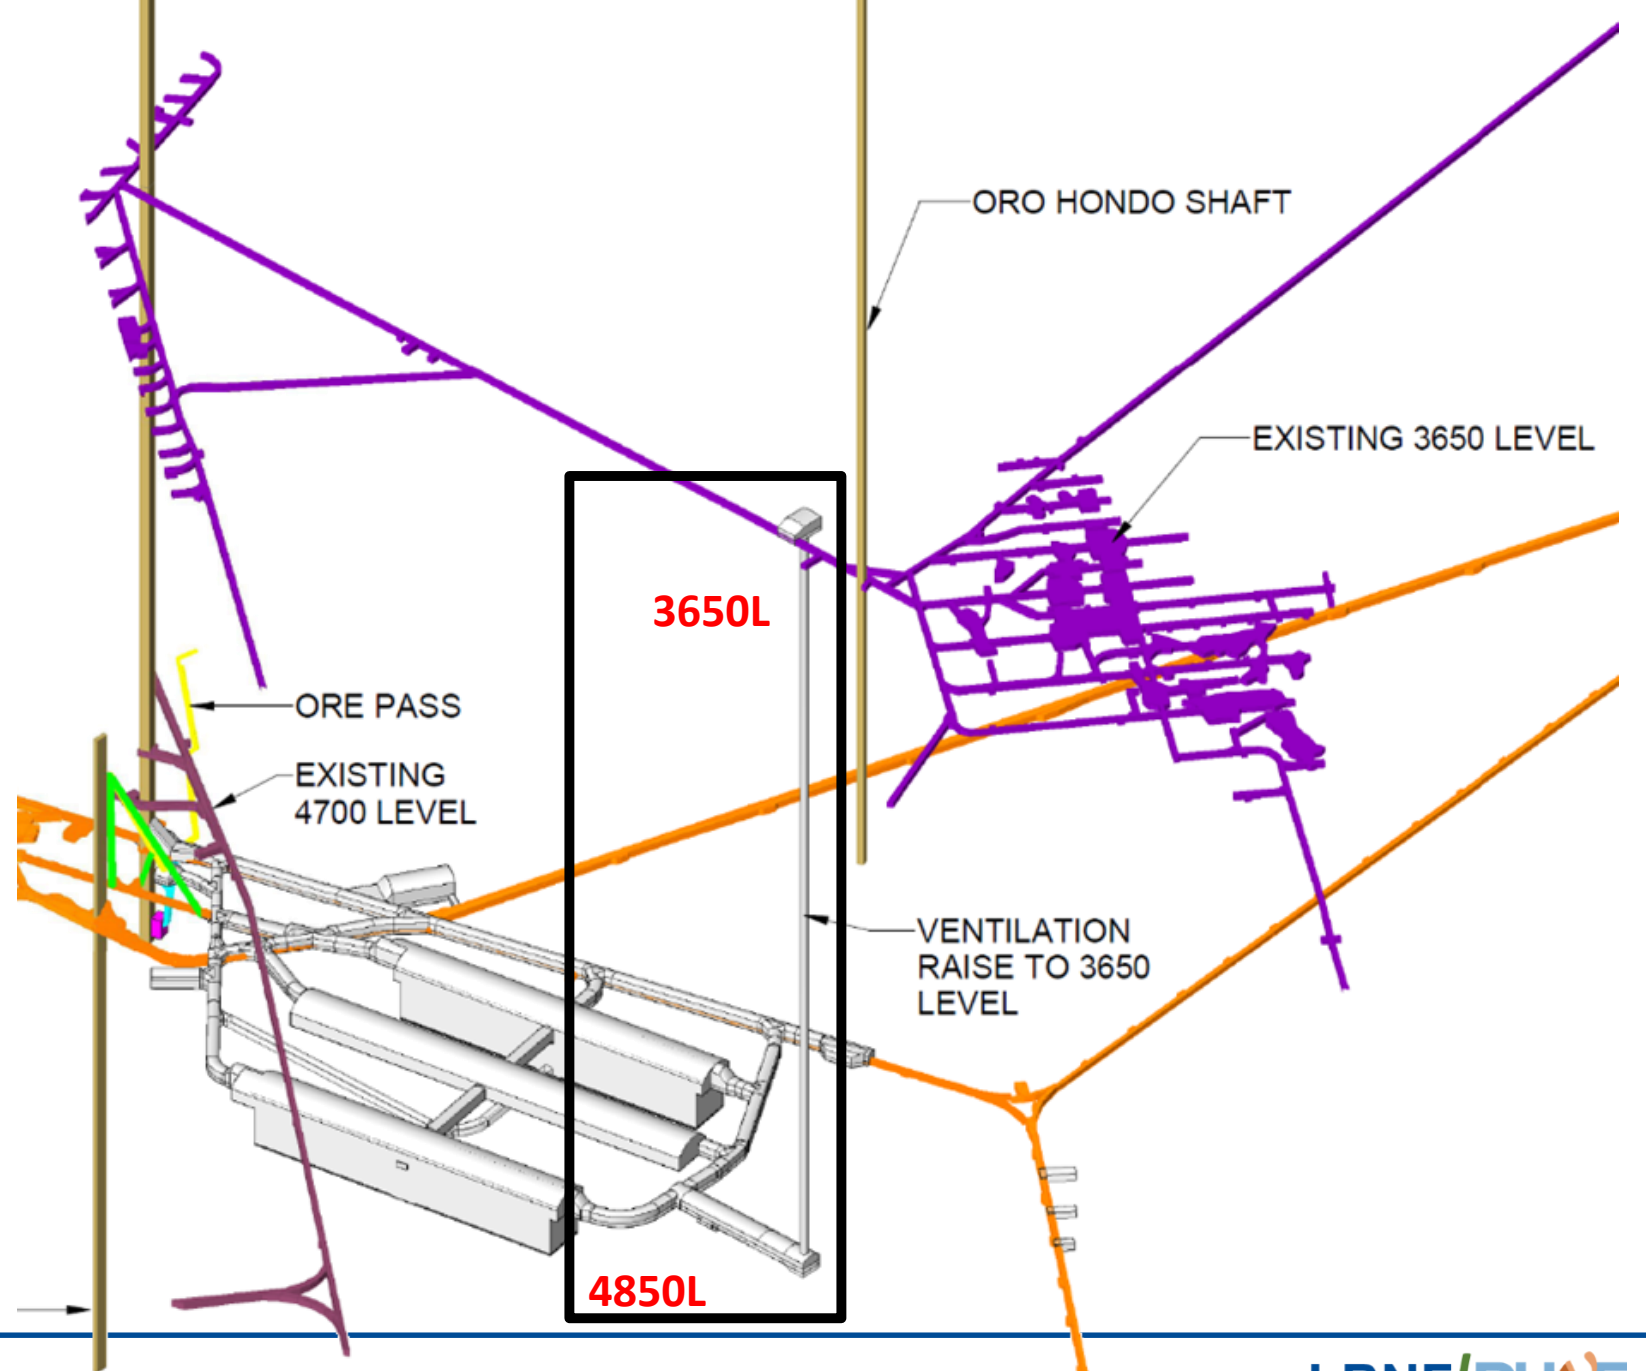 ORO HONDO SHAFT
EXISTING 3650 LEVEL
3650L
ORE PASS
EXISTING
4700 LEVEL
VENTILATION
RAISE TO 3650
LEVEL
4850L